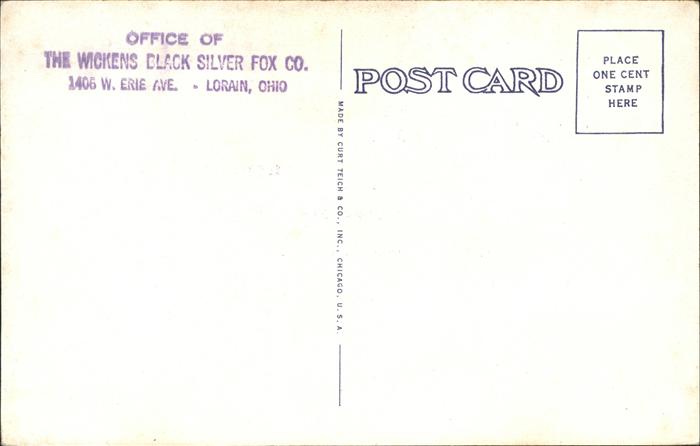 OFFICE OF
THE WICKENS BLACK SILVER FOX CO.
1406 W. ERIE AVE. - LORAIN, OHIO
POST CARD
PLACE
ONE CENT
STAMP
HERE
MADE BY CURT TEICH & CO., INC., CHICAGO, U. S. A.